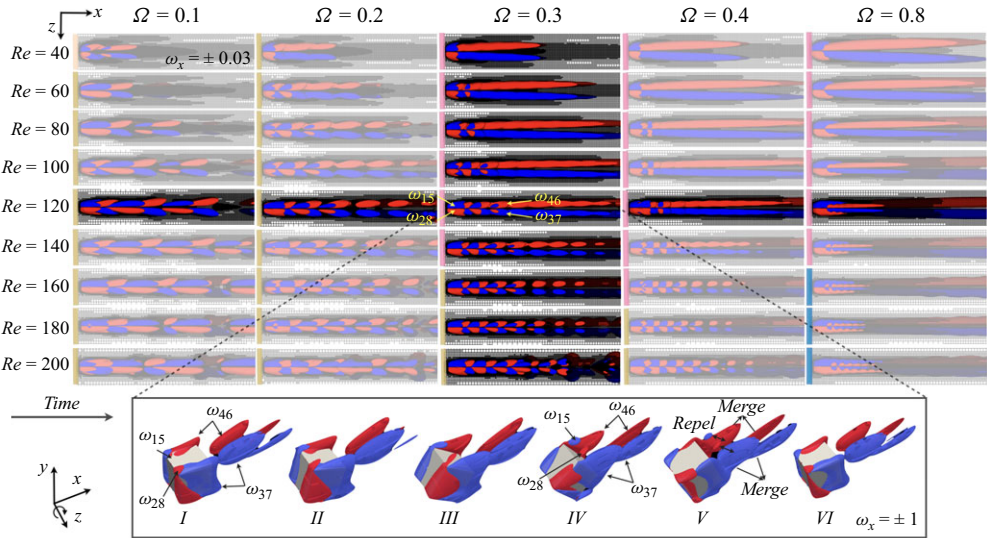 x
z
Ω = 0.1 Ω = 0.2 Ω = 0.3 Ω = 0.4 Ω = 0.8
Re = 40
ωx = ± 0.03
Re = 60
Re = 80
Re = 100
Re = 120
ω15 ω46
ω28 ω37
Re = 140
Re = 160
Re = 180
Re = 200
Time
ω46 ω15 ω46 Merge
Repel
ω15
ω28 ω37 ω28 ω37 Merge
y
x
z
I II III IV V VI
ωx = ± 1